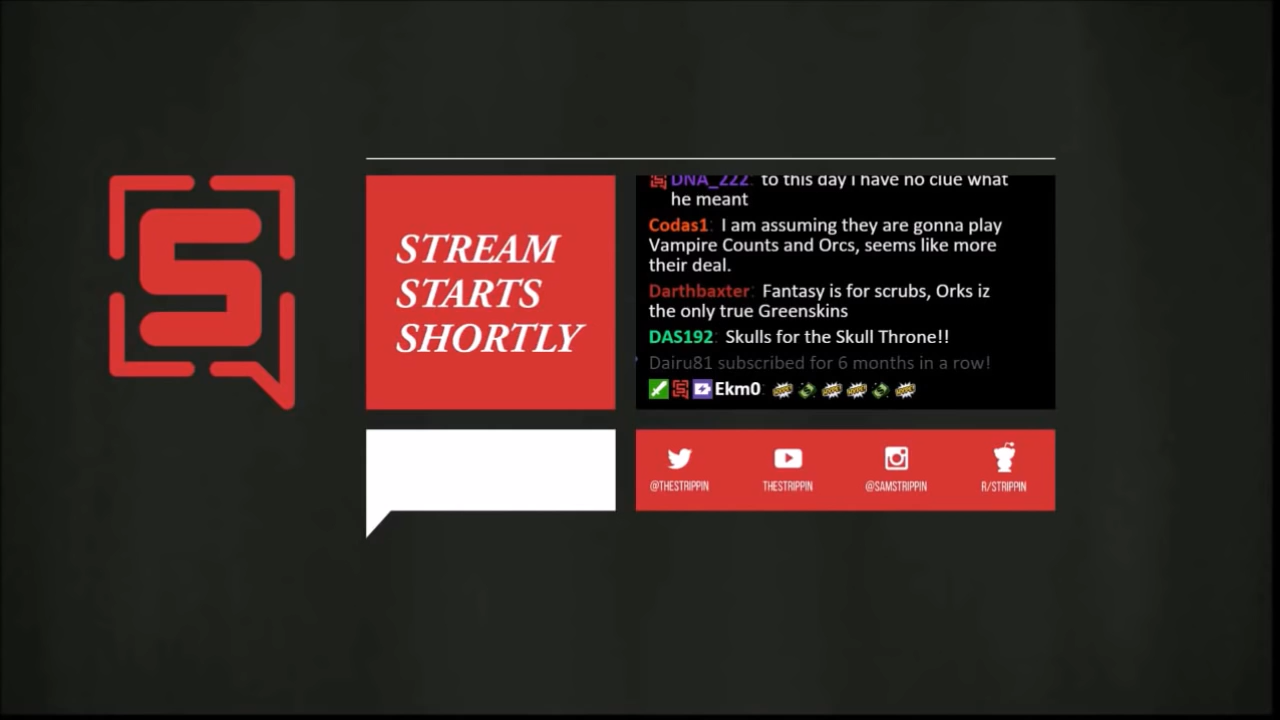 STREAM
STARTS
SHORTLY
DNA_222: to this day I have no clue what
he meant
Codas1: I am assuming they are gonna play
Vampire Counts and Orcs, seems like more
their deal.
Darthbaxter: Fantasy is for scrubs, Orks iz
the only true Greenskins
DAS192: Skulls for the Skull Throne!!
Dairu81 subscribed for 6 months in a row!
Ekm0:
@THESTRIPPIN
THESTRIPPIN
@SAMSTRIPPIN
R/STRIPPIN